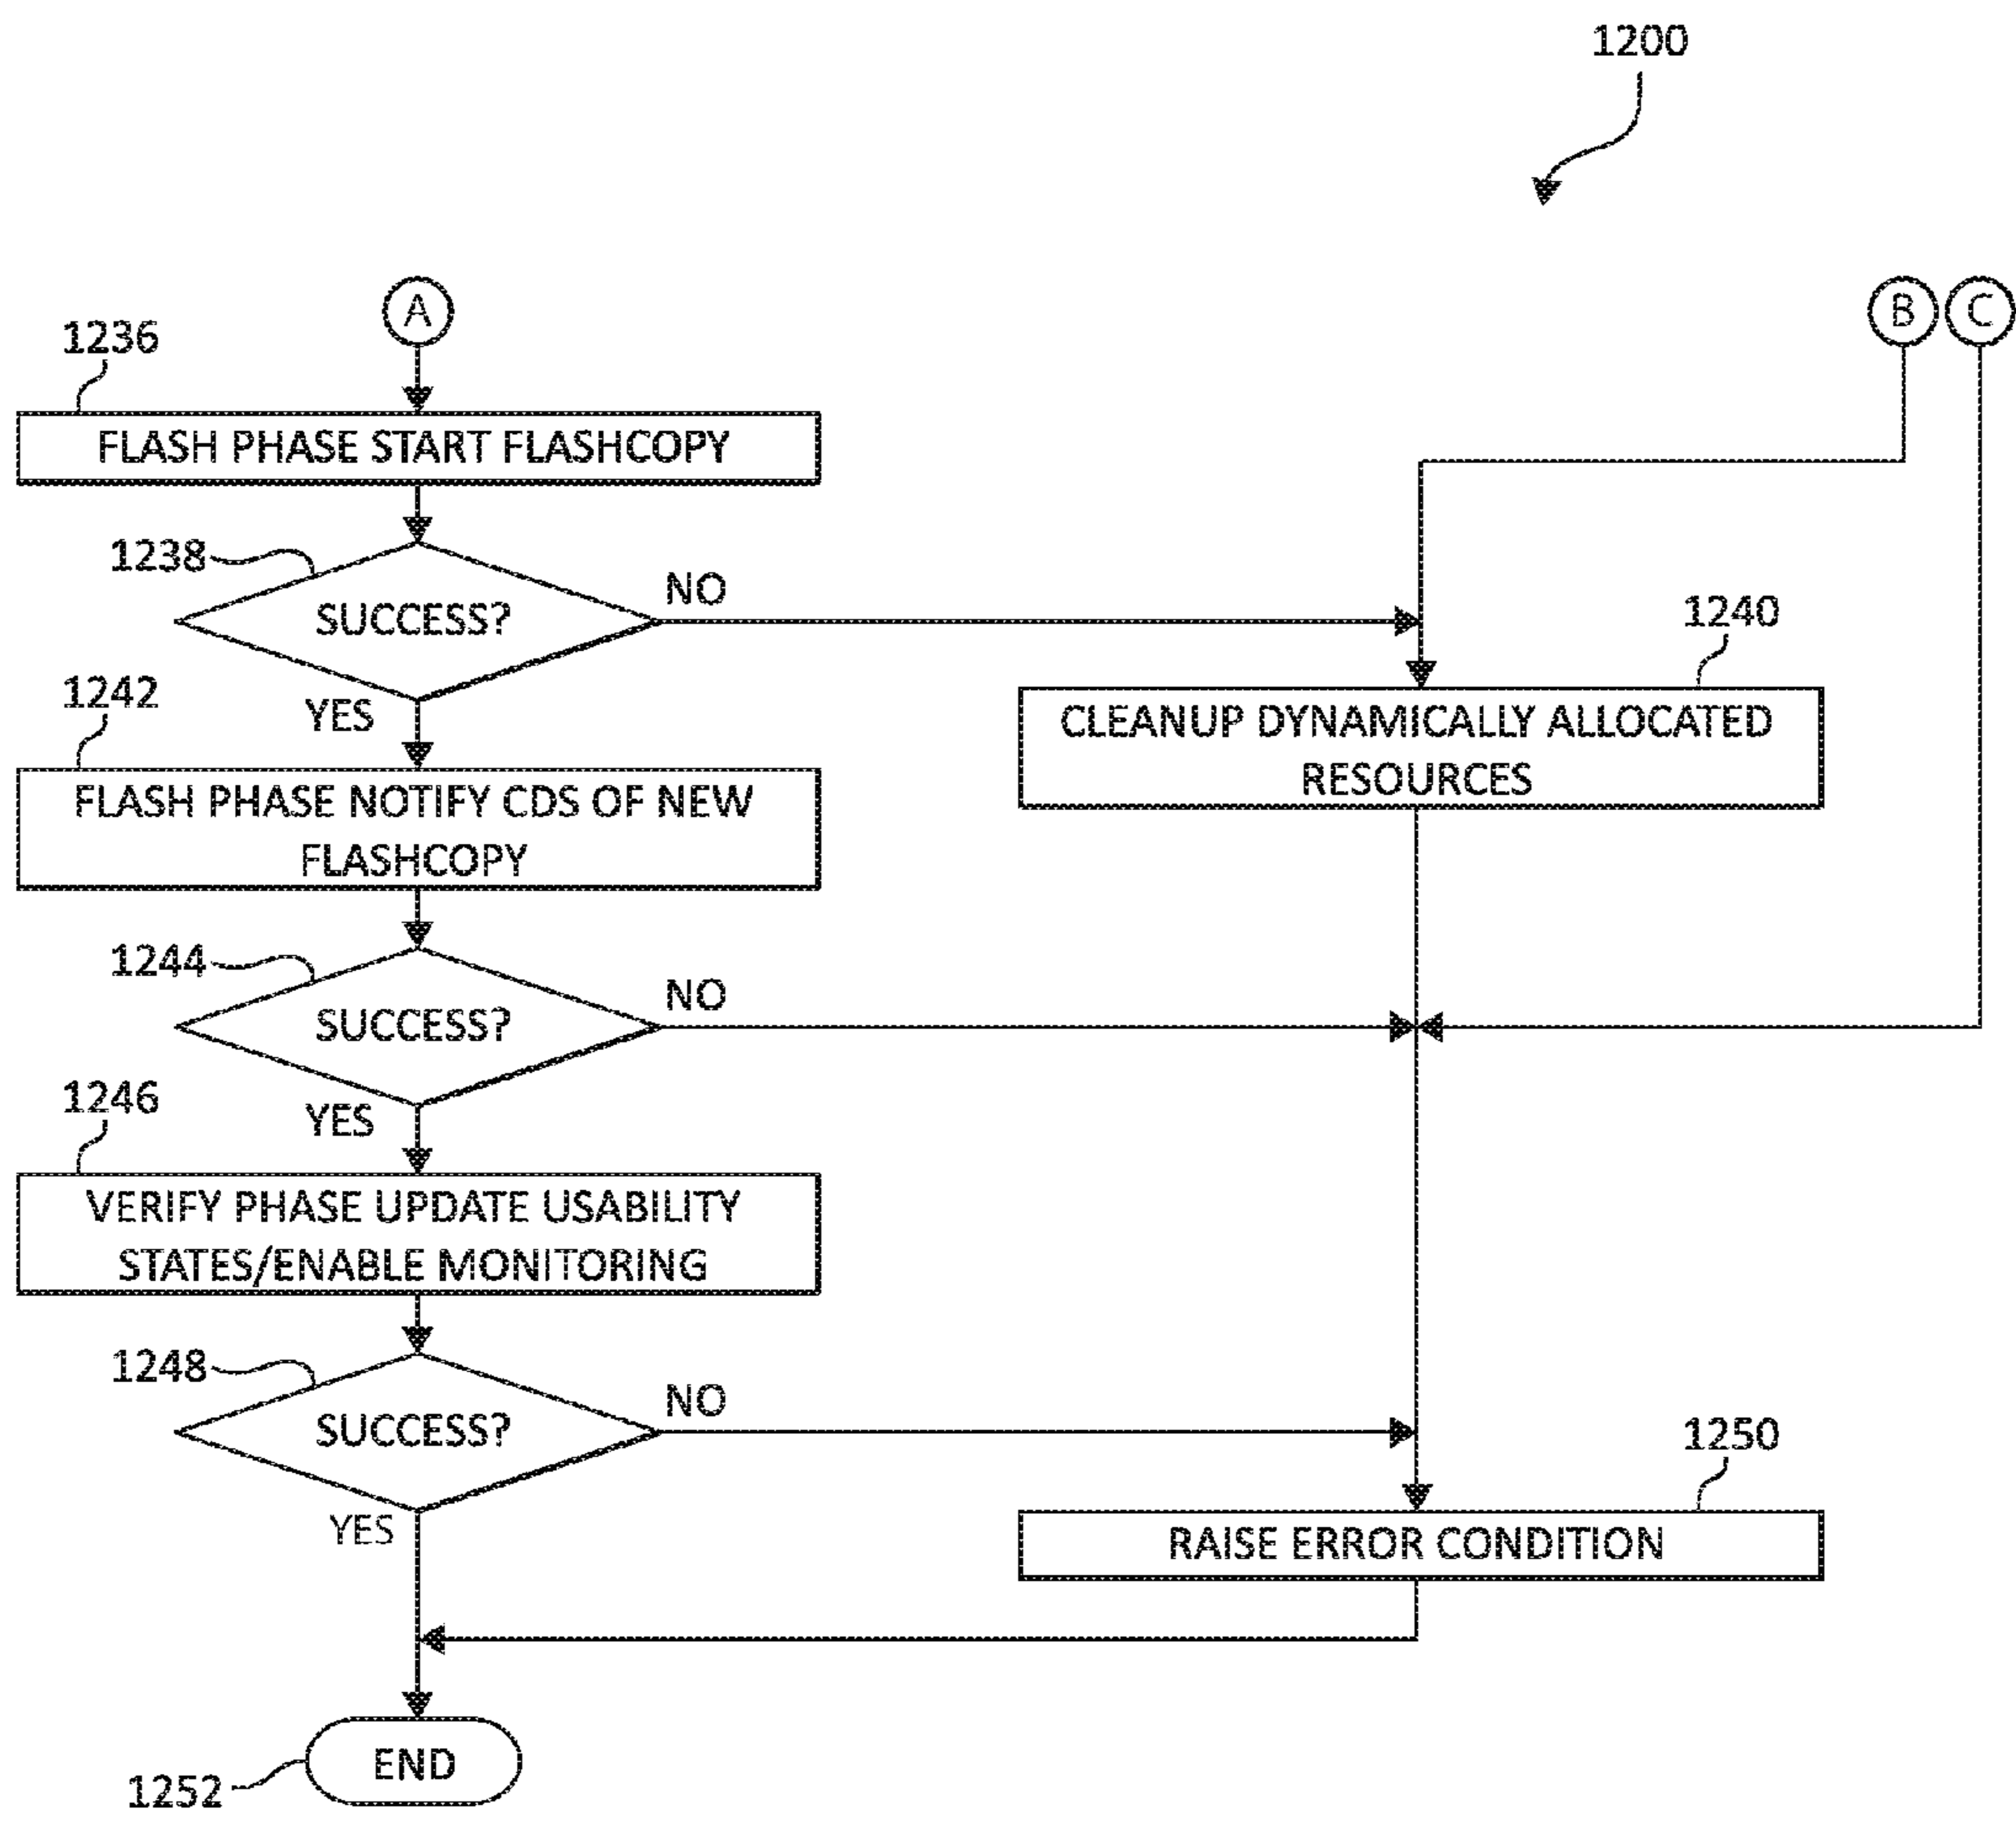 1200
A
B
C
1236
FLASH PHASE START FLASHCOPY
1238
SUCCESS?
NO
YES
1240
CLEANUP DYNAMICALLY ALLOCATED
RESOURCES
1242
FLASH PHASE NOTIFY CDS OF NEW
FLASHCOPY
1244
SUCCESS?
NO
YES
1246
VERIFY PHASE UPDATE USABILITY
STATES/ENABLE MONITORING
1248
SUCCESS?
NO
YES
1250
RAISE ERROR CONDITION
END
1252